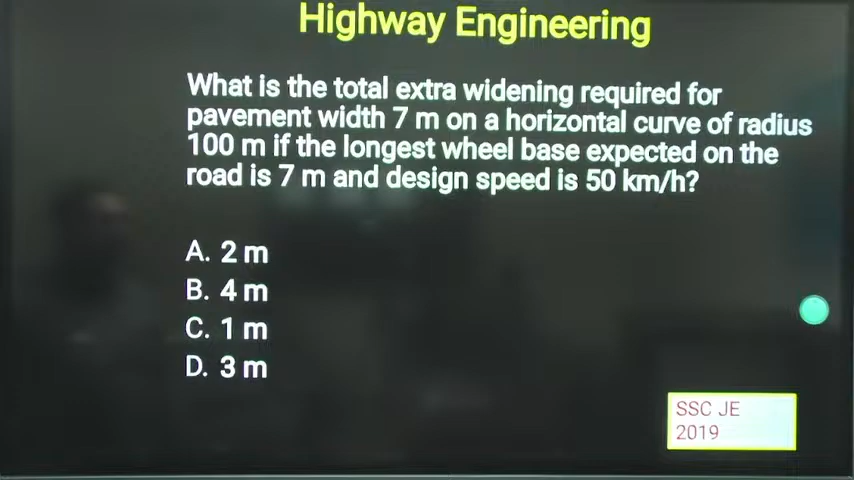 Highway Engineering
What is the total extra widening required for
pavement width 7 m on a horizontal curve of radius
100 m if the longest wheel base expected on the
road is 7 m and design speed is 50 km/h?
A. 2 m
B. 4 m
C. 1 m
D. 3 m
SSC JE
2019